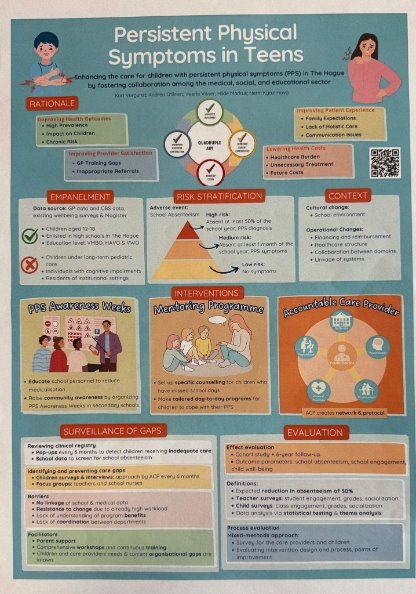 Persistent Physical
Symptoms in Teens
Enhancing the care for children with persistent physical symptoms (PPS) in The Hague
by fostering collaboration among the medical, social, and educational sector
RATIONALE
Improving Health Outcomes
• High Prevalence
• Impact on Children
• Chronic Risk
Improving Provider Satisfaction
• GP Training Gaps
• Inappropriate Referrals
QUADRUPLE
AIM
Improving Patient Experience
• Family Expectations
• Lack of Holistic Care
• Communication Issues
Lowering Health Costs
• Healthcare Burden
• Unnecessary Treatment
• Future Costs
EMPANELMENT
Data source: GP data and CBS data,
existing wellbeing surveys & Register
• Children aged 12-18
• Enrolled in high schools in The Hague
• Education level: VMBO, HAVO & VWO
• Children under long-term pediatric
care
• Individuals with cognitive impairments
• Residents of institutional settings
RISK STRATIFICATION
Adverse event:
School Absenteeism
High risk:
Absent at least 50% of the
school year; PPS diagnosis
Medium risk:
Absent at least 1 month of the
school year; PPS symptoms
Low risk:
No symptoms
CONTEXT
Cultural change:
• School environment
Operational Changes:
• Financing and reimbursement
• Healthcare structure
• Collaboration between domains
• Linkage of systems
INTERVENTIONS
PPS Awareness Weeks
• Educate school personnel to reduce
medicalisation
• Raise community awareness by organizing
PPS Awareness Weeks in secondary schools
Mentoring Programme
• Set up specific counselling for children who
have missed school days
• Make tailored day-to-day programs for
children to cope with their PPS
Accountable Care Provider
ACP creates network & protocol
SURVEILLANCE OF GAPS
Reviewing clinical registry
• Pop-ups every 3 months to detect children receiving inadequate care
• School data to screen for school absenteeism
Identifying and preventing care gaps
• Children surveys & interviews: approach by ACP every 6 months
• Focus groups: teachers and school nurses
Barriers
• No linkage of school & medical data
• Resistance to change due to already high workload
• Lack of understanding of program benefits
• Lack of coordination between departments
Facilitators
• Parent support
• Comprehensive workshops and continuous training
• Children and care providers needs & current organisational gaps are
known
EVALUATION
Effect evaluation
• Cohort study + 6-year follow-up
• Outcome parameters: school absenteeism, school engagement,
child well-being
Definitions:
• Expected reduction in absenteeism of 50%
• Teacher surveys: student engagement, grades, socialization
• Child surveys: class engagement, grades, socialization
• Data analysis via statistical testing & thema analysis
Process evaluation
Mixed-methods approach:
• Survey for the care providers and children
• Evaluating intervention design and process, points of
improvement